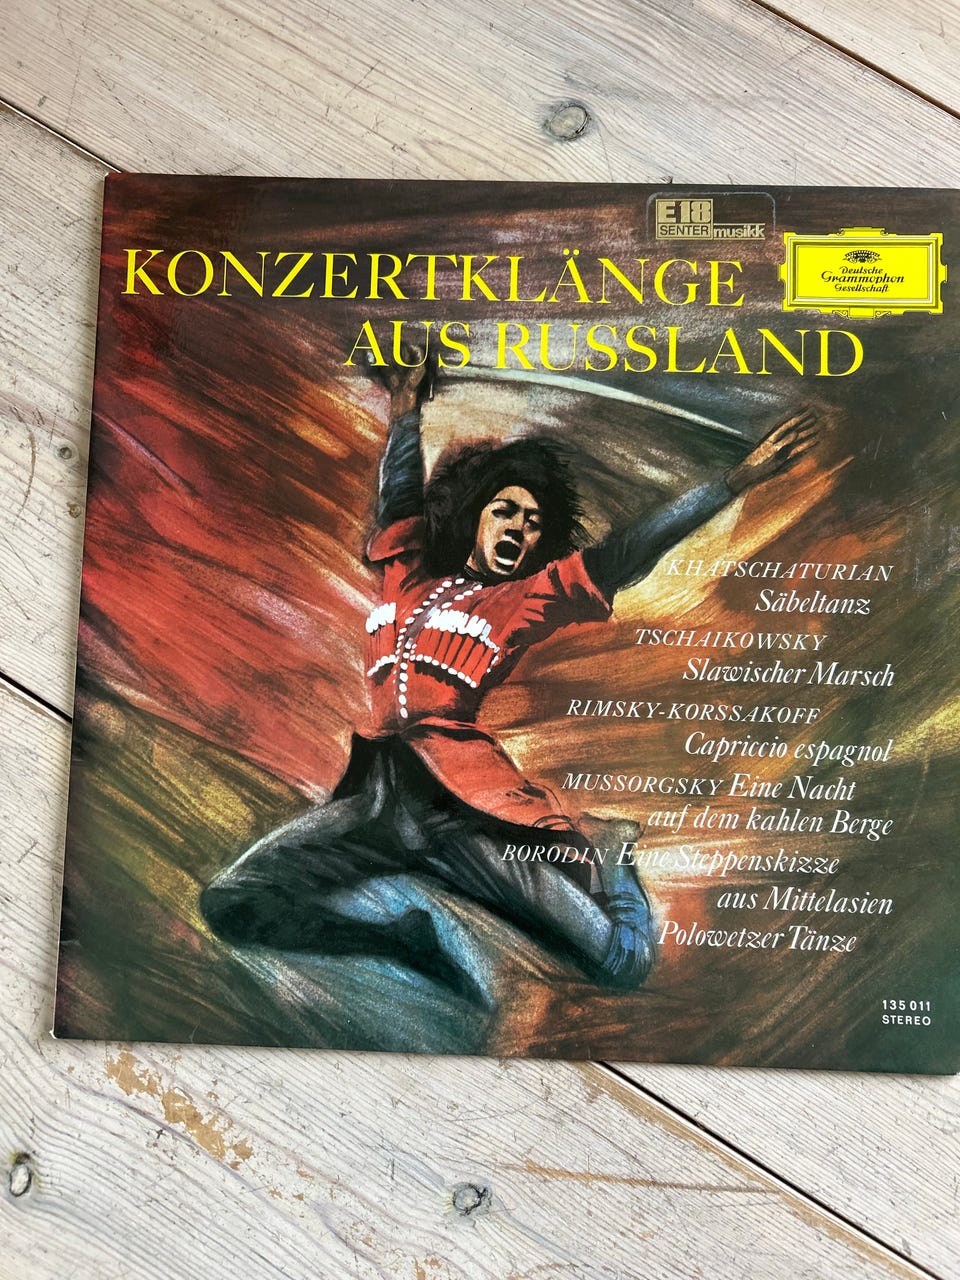 E18
SENTER musikk
KONZERTKLÄNGE
AUS RUSSLAND
Deutsche
Grammophon
Gesellschaft
KHATSCHATURIAN
Säbeltanz
TSCHAIKOWSKY
Slawischer Marsch
RIMSKY-KORSSAKOFF
Capriccio espagnol
MUSSORGSKY Eine Nacht
auf dem kahlen Berge
BORODIN Eine Steppenskizze
aus Mittelasien
Polowetzer Tänze
135 011
STEREO